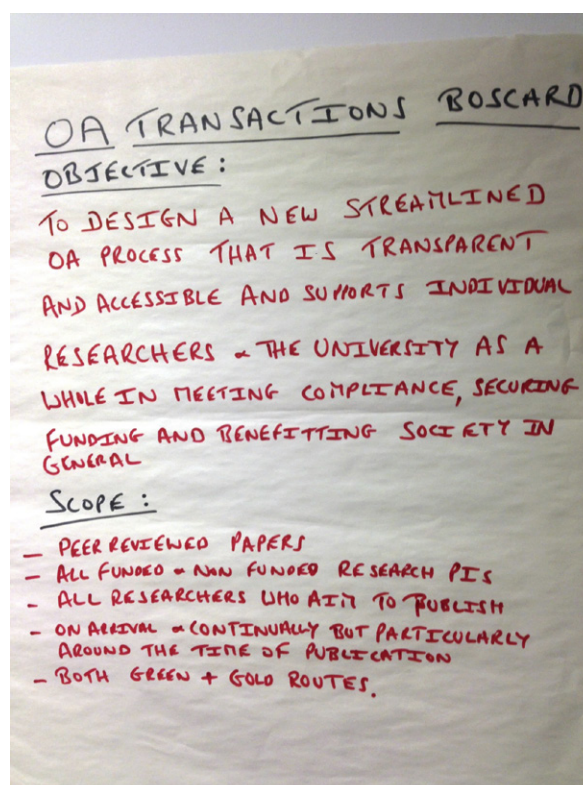 OA TRANSACTIONS BOSCARD
OBJECTIVE:
TO DESIGN A NEW STREAMLINED
OA PROCESS THAT IS TRANSPARENT
AND ACCESSIBLE AND SUPPORTS INDIVIDUAL
RESEARCHERS & THE UNIVERSITY AS A
WHOLE IN MEETING COMPLIANCE, SECURING
FUNDING AND BENEFITTING SOCIETY IN
GENERAL
SCOPE:
- PEER REVIEWED PAPERS
- ALL FUNDED & NON FUNDED RESEARCH PIS
- ALL RESEARCHERS WHO AIM TO PUBLISH
- ON ARRIVAL & CONTINUALLY BUT PARTICULARLY
AROUND THE TIME OF PUBLICATION
- BOTH GREEN + GOLD ROUTES.